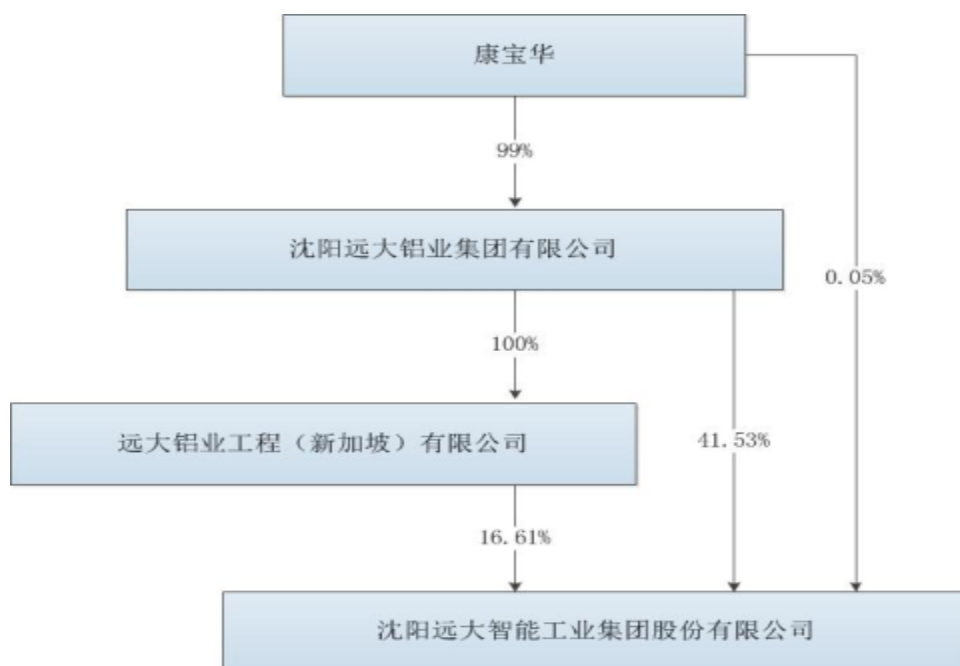 康宝华
99%
沈阳远大铝业集团有限公司
0.05%
100%
远大铝业工程（新加坡）有限公司
41.53%
16.61%
沈阳远大智能工业集团股份有限公司